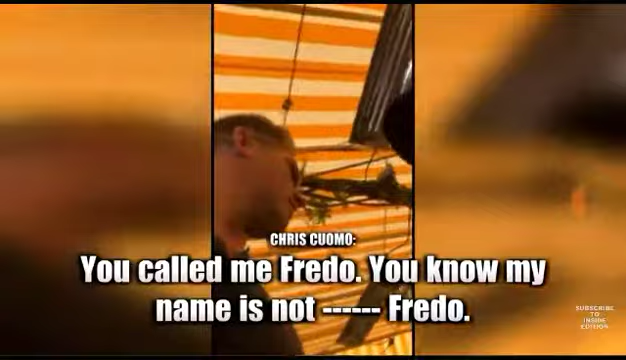 CHRIS CUOMO:
You called me Fredo. You know my
name is not ------ Fredo.
SUBSCRIBE
TO
INSIDE
EDITION